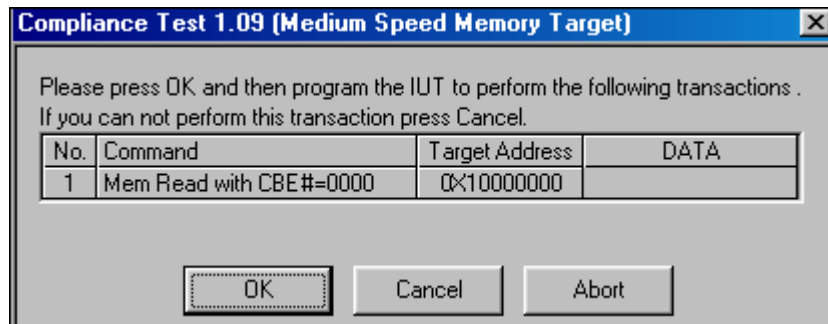 Compliance Test 1.09 (Medium Speed Memory Target)
Please press OK and then program the IUT to perform the following transactions .
If you can not perform this transaction press Cancel.
No. Command Target Address DATA
1 Mem Read with CBE#=0000 0X10000000
OK Cancel Abort